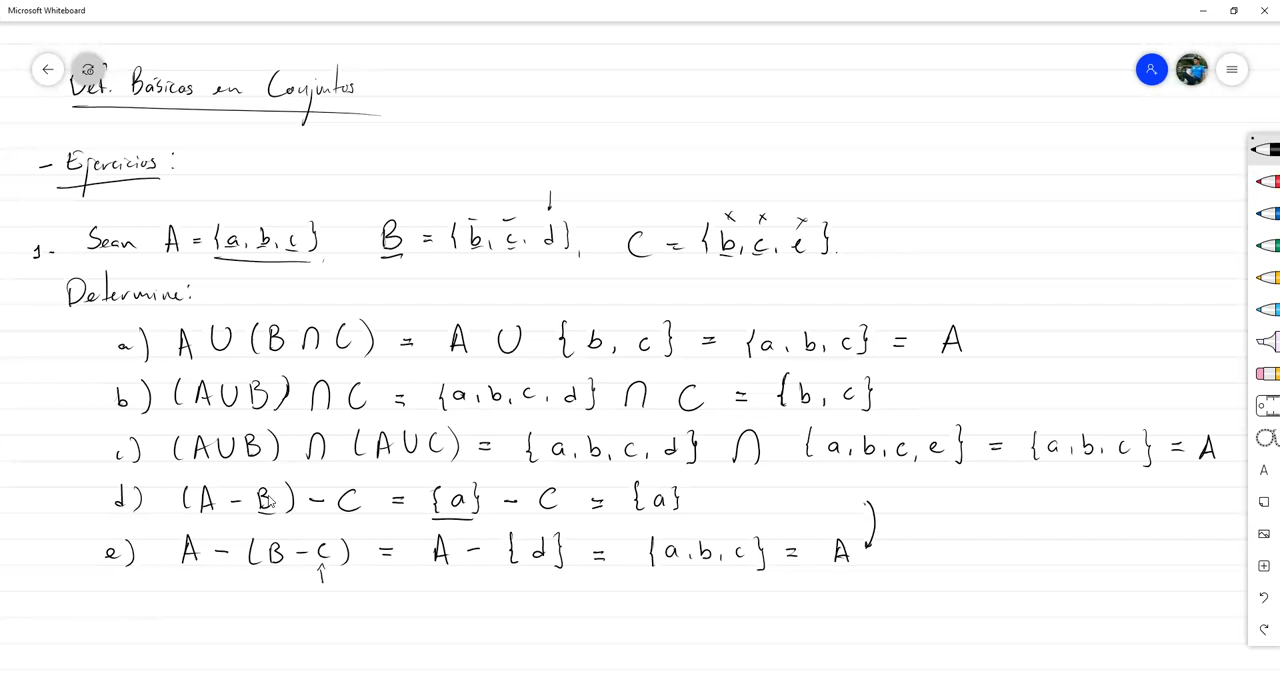 Microsoft Whiteboard
Def. Básicas en Conjuntos
- Ejercicios:
1- Sean A = {a, b, c}, B = {b, c, d}, C = {b, c, e}.
Determine:
a) A ∪ (B ∩ C) = A ∪ {b, c} = {a, b, c} = A
b) (A ∪ B) ∩ C = {a, b, c, d} ∩ C = {b, c}
c) (A ∪ B) ∩ (A ∪ C) = {a, b, c, d} ∩ {a, b, c, e} = {a, b, c} = A
d) (A - B) - C = {a} - C = {a}
e) A - (B - C) = A - {d} = {a, b, c} = A